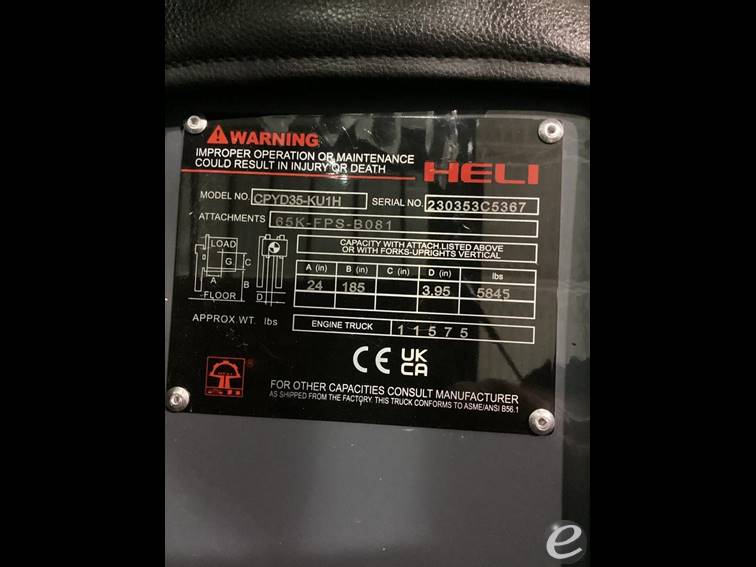 WARNING
IMPROPER OPERATION OR MAINTENANCE
COULD RESULT IN INJURY OR DEATH
HELI
MODEL NO. CPYD35-KU1H SERIAL NO. 230353C5367
ATTACHMENTS 65K-FPS-B081
CAPACITY WITH ATTACH.LISTED ABOVE
OR WITH FORKS-UPRIGHTS VERTICAL
LOAD
G C
A B
FLOOR D
A (in) B (in) C (in) D (in) lbs
24 185 3.95 5845
APPROX.WT. lbs ENGINE TRUCK 11575
CE UK
CA
®
FOR OTHER CAPACITIES CONSULT MANUFACTURER
AS SHIPPED FROM THE FACTORY. THIS TRUCK CONFORMS TO ASME/ANSI B56.1
e